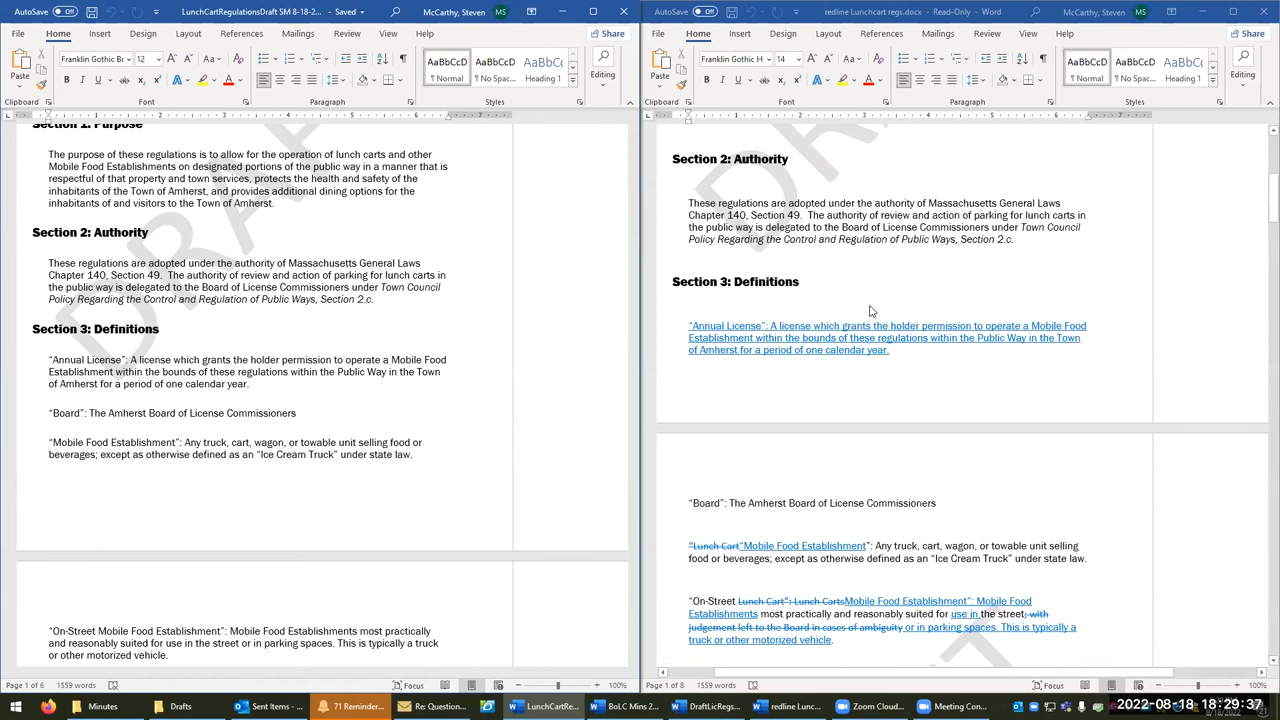 AutoSave Off LunchCartRegulationsDraft SM 8-18-2... - Saved McCarthy, Steven MS
File Home Insert Design Layout References Mailings Review View Help Share
Franklin Gothic B 12
AaBbCcD AaBbCcD AaBbCcD
Paste Normal No Spac... Heading 1 Editing
Clipboard Font Paragraph Styles
Section 1: Purpose
The purpose of these regulations is to allow for the operation of lunch carts and other
Mobile Food Establishments on designated portions of the public way in a manner that is
respectful of that property and town services, protects the health and safety of the
inhabitants of the Town of Amherst, and provides additional dining options for the
inhabitants of and visitors to the Town of Amherst.
Section 2: Authority
These regulations are adopted under the authority of Massachusetts General Laws
Chapter 140, Section 49. The authority of review and action of parking for lunch carts in
the public way is delegated to the Board of License Commissioners under Town Council
Policy Regarding the Control and Regulation of Public Ways, Section 2.c.
Section 3: Definitions
“Annual License”: A license which grants the holder permission to operate a Mobile Food
Establishment within the bounds of these regulations within the Public Way in the Town
of Amherst for a period of one calendar year.
“Board”: The Amherst Board of License Commissioners
“Mobile Food Establishment”: Any truck, cart, wagon, or towable unit selling food or
beverages; except as otherwise defined as an “Ice Cream Truck” under state law.
“On-Street Mobile Food Establishment”: Mobile Food Establishments most practically
and reasonably suited for use in the street or in parking spaces. This is typically a truck
or other motorized vehicle.
DRAFT
Page 1 of 6 1559 words Focus 100%
AutoSave Off redline Lunchcart regs.docx - Read-Only - Word McCarthy, Steven MS
File Home Insert Design Layout References Mailings Review View Help Share
Franklin Gothic H 14
AaBbCcD AaBbCcD AaBbCcD
Paste Normal No Spac... Heading 1 Editing
Clipboard Font Paragraph Styles
Section 2: Authority
These regulations are adopted under the authority of Massachusetts General Laws
Chapter 140, Section 49. The authority of review and action of parking for lunch carts in
the public way is delegated to the Board of License Commissioners under Town Council
Policy Regarding the Control and Regulation of Public Ways, Section 2.c.
Section 3: Definitions
“Annual License”: A license which grants the holder permission to operate a Mobile Food
Establishment within the bounds of these regulations within the Public Way in the Town
of Amherst for a period of one calendar year.
“Board”: The Amherst Board of License Commissioners
“Lunch Cart“Mobile Food Establishment”: Any truck, cart, wagon, or towable unit selling
food or beverages; except as otherwise defined as an “Ice Cream Truck” under state law.
“On-Street Lunch Cart”: Lunch CartsMobile Food Establishment”: Mobile Food
Establishments most practically and reasonably suited for use in the street; with
judgement left to the Board in cases of ambiguity or in parking spaces. This is typically a
truck or other motorized vehicle.
Page 1 of 8 1559 words Focus 100%
Minutes Drafts Sent Items - ... 71 Reminder... Re: Question... LunchCartRe... BoLC Mins 2... DraftLicReg... redline Lunc... Zoom Cloud... Meeting Con...
2022-08-18 18:29:37